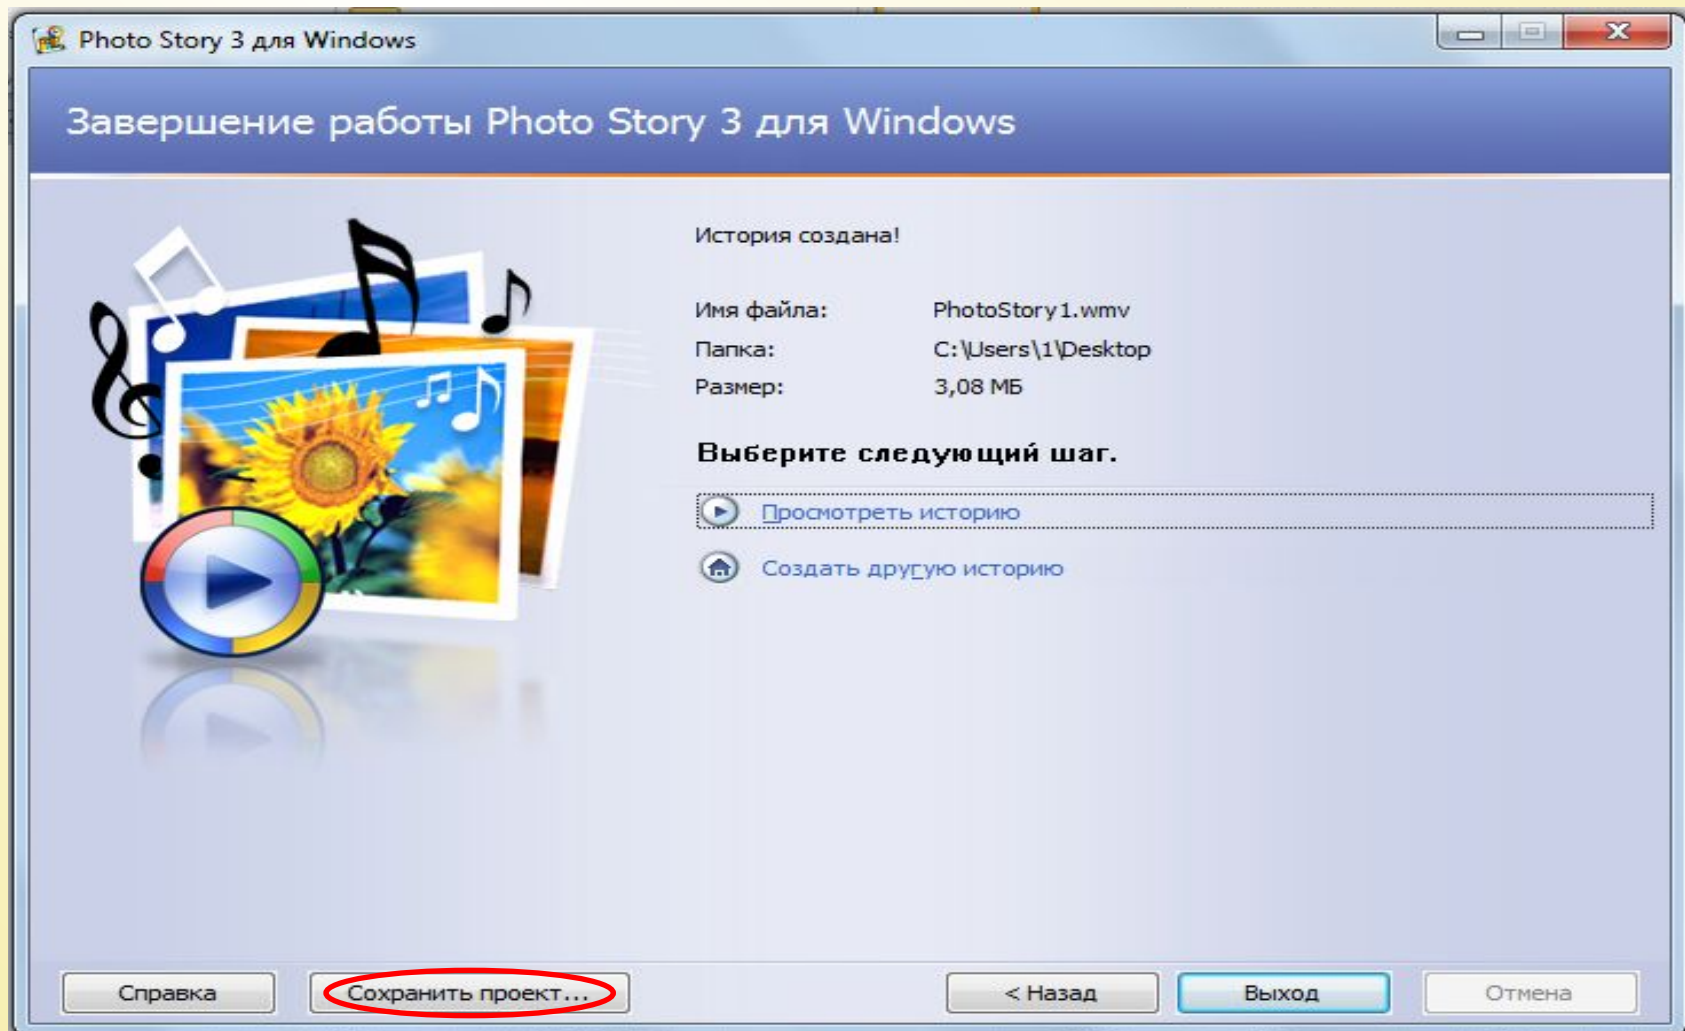 Photo Story 3 для Windows
Завершение работы Photo Story 3 для Windows
История создана!
Имя файла: PhotoStory1.wmv
Папка: C:\Users\1\Desktop
Размер: 3,08 МБ
Выберите следующий шаг.
Просмотреть историю
Создать другую историю
Справка Сохранить проект... < Назад Выход Отмена